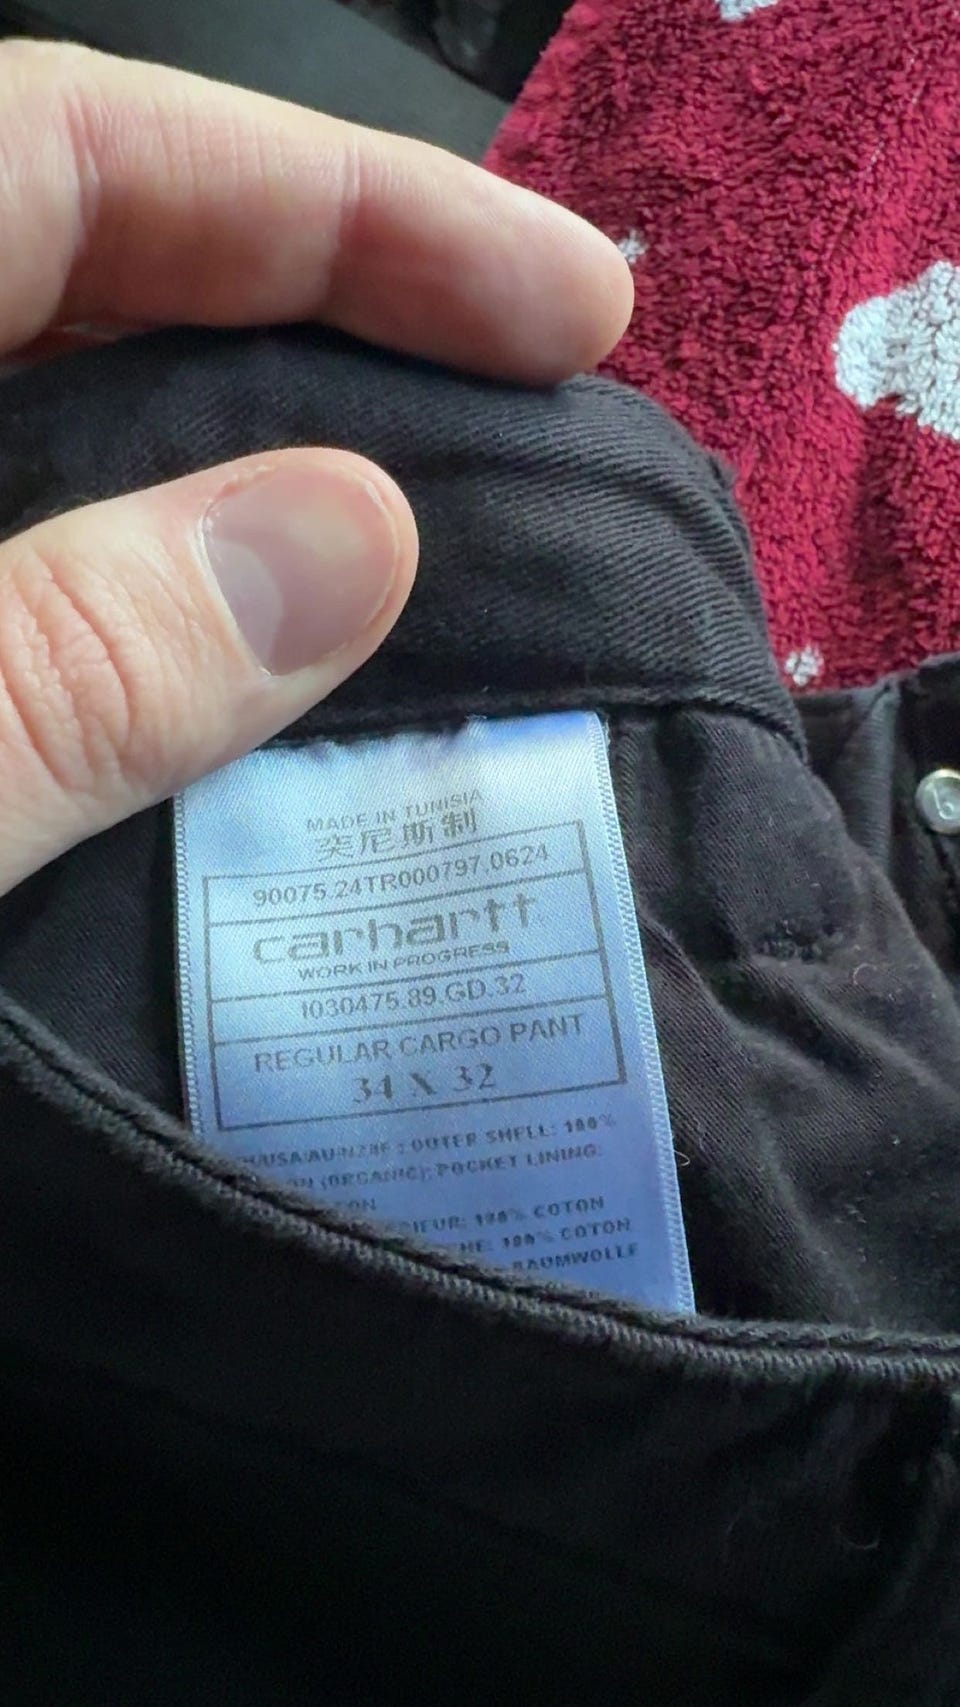 MADE IN TUNISIA
突尼斯制
90075.24TR000797.0624
carhartt
WORK IN PROGRESS
I030475.89.GD.32
REGULAR CARGO PANT
34 X 32
OUTER SHELL: 100%
(ORGANIC); POCKET LINING:
100% COTON
100% COTON
BAUMWOLLE